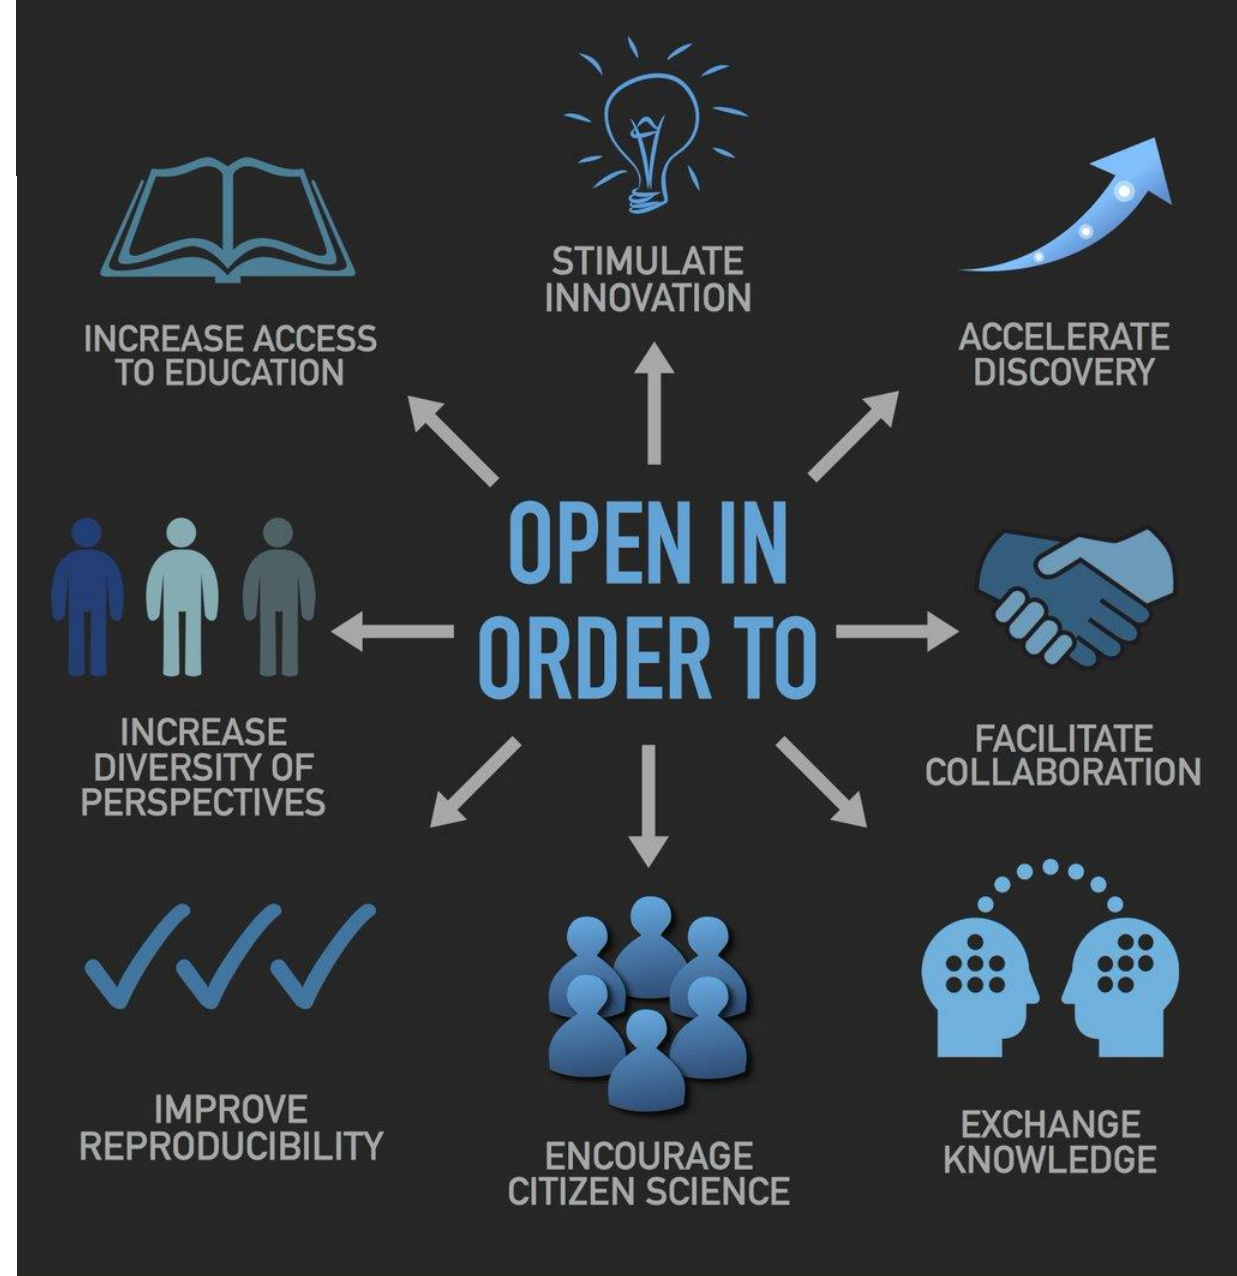 STIMULATE
INNOVATION
INCREASE ACCESS
TO EDUCATION
ACCELERATE
DISCOVERY
OPEN IN
ORDER TO
INCREASE
DIVERSITY OF
PERSPECTIVES
FACILITATE
COLLABORATION
IMPROVE
REPRODUCIBILITY
ENCOURAGE
CITIZEN SCIENCE
EXCHANGE
KNOWLEDGE